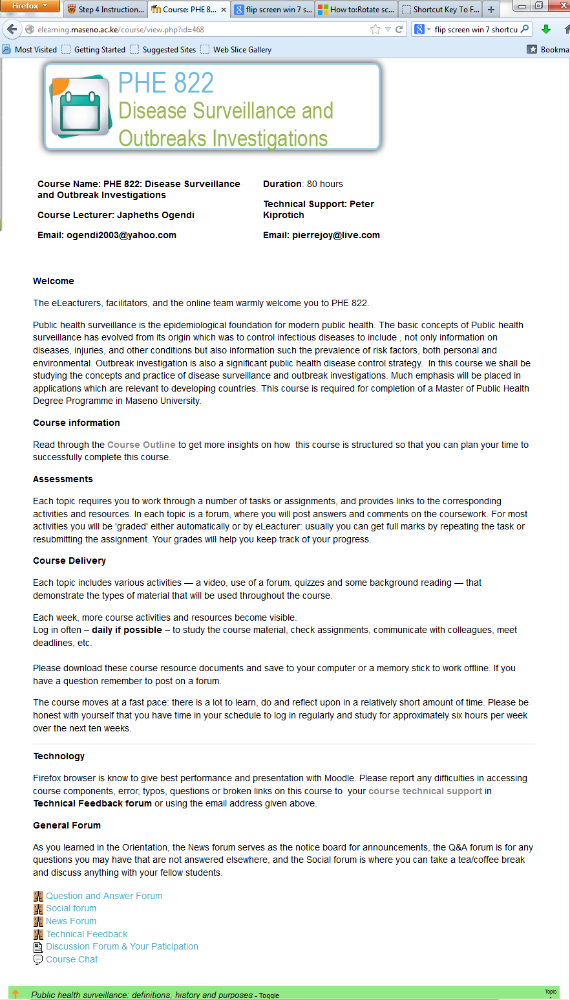 Firefox
Step 4 Instruction...
Course: PHE 8...
flip screen win 7 s...
How to:Rotate sc...
Shortcut Key To F...
elearning.maseno.ac.ke/course/view.php?id=468
flip screen win 7 shortcu
Most Visited
Getting Started
Suggested Sites
Web Slice Gallery
Bookma
PHE 822
Disease Surveillance and
Outbreaks Investigations
Course Name: PHE 822: Disease Surveillance
and Outbreak Investigations
Course Lecturer: Japheths Ogendi
Email: ogendi2003@yahoo.com
Duration: 80 hours
Technical Support: Peter
Kiprotich
Email: pierrejoy@live.com
Welcome
The eLeacturers, facilitators, and the online team warmly welcome you to PHE 822.
Public health surveillance is the epidemiological foundation for modern public health. The basic concepts of Public health
surveillance has evolved from its origin which was to control infectious diseases to include , not only information on
diseases, injuries, and other conditions but also information such the prevalence of risk factors, both personal and
environmental. Outbreak investigation is also a significant public health disease control strategy.  In this course we shall be
studying the concepts and practice of disease surveillance and outbreak investigations. Much emphasis will be placed in
applications which are relevant to developing countries. This course is required for completion of a Master of Public Health
Degree Programme in Maseno University.
Course information
Read through the Course Outline to get more insights on how  this course is structured so that you can plan your time to
successfully complete this course.
Assessments
Each topic requires you to work through a number of tasks or assignments, and provides links to the corresponding
activities and resources. In each topic is a forum, where you will post answers and comments on the coursework. For most
activities you will be 'graded' either automatically or by eLeacturer: usually you can get full marks by repeating the task or
resubmitting the assignment. Your grades will help you keep track of your progress.
Course Delivery
Each topic includes various activities — a video, use of a forum, quizzes and some background reading — that
demonstrate the types of material that will be used throughout the course.
Each week, more course activities and resources become visible.
Log in often – daily if possible – to study the course material, check assignments, communicate with colleagues, meet
deadlines, etc.
Please download these course resource documents and save to your computer or a memory stick to work offline. If you
have a question remember to post on a forum.
The course moves at a fast pace: there is a lot to learn, do and reflect upon in a relatively short amount of time. Please be
honest with yourself that you have time in your schedule to log in regularly and study for approximately six hours per week
over the next ten weeks.
Technology
Firefox browser is know to give best performance and presentation with Moodle. Please report any difficulties in accessing
course components, error, typos, questions or broken links on this course to  your course technical support in
Technical Feedback forum or using the email address given above.
General Forum
As you learned in the Orientation, the News forum serves as the notice board for announcements, the Q&A forum is for any
questions you may have that are not answered elsewhere, and the Social forum is where you can take a tea/coffee break
and discuss anything with your fellow students.
Question and Answer Forum
Social forum
News Forum
Technical Feedback
Discussion Forum & Your Paticipation
Course Chat
Public health surveillance: definitions, history and purposes - Toggle
Topic